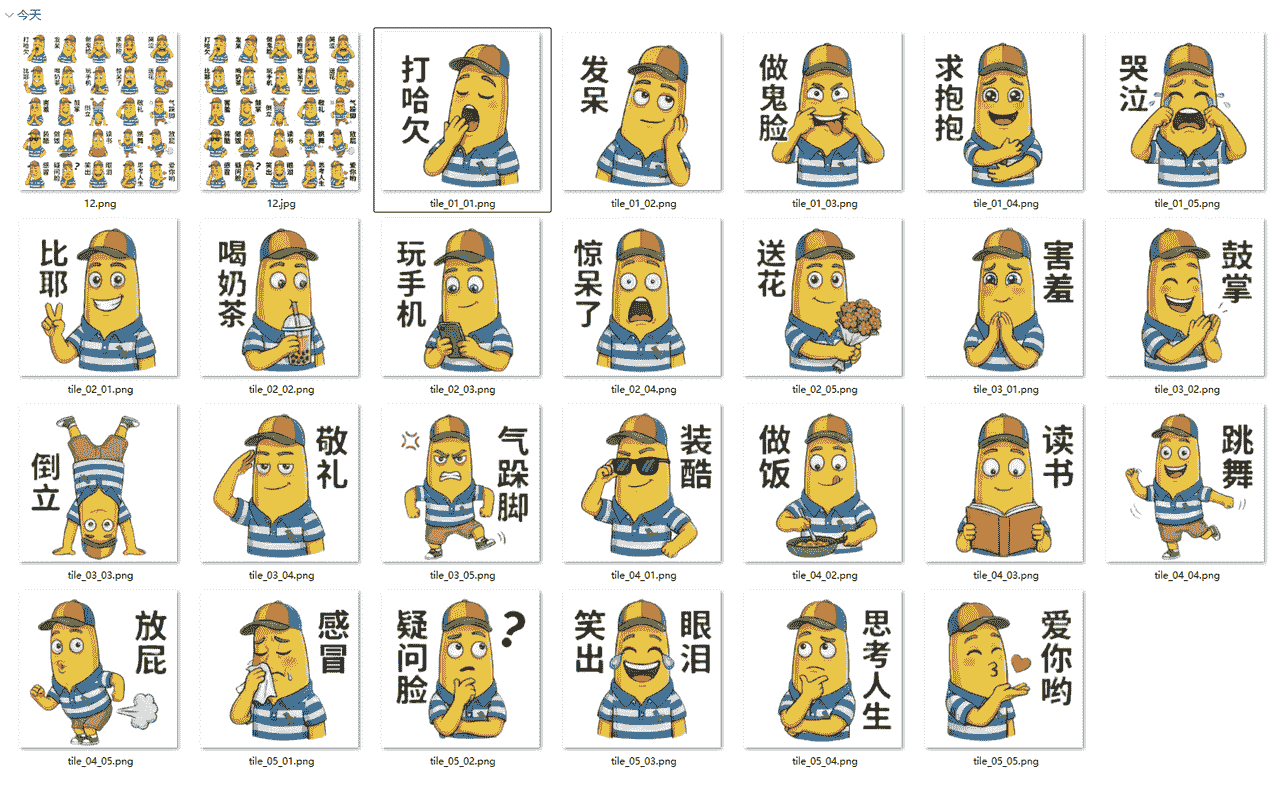 今天
12.png
12.jpg
打哈欠
tile_01_01.png
发呆
tile_01_02.png
做鬼脸
tile_01_03.png
求抱抱
tile_01_04.png
哭泣
tile_01_05.png
比耶
tile_02_01.png
喝奶茶
tile_02_02.png
玩手机
tile_02_03.png
惊呆了
tile_02_04.png
送花
tile_02_05.png
害羞
tile_03_01.png
鼓掌
tile_03_02.png
倒立
tile_03_03.png
敬礼
tile_03_04.png
气跺脚
tile_03_05.png
装酷
tile_04_01.png
做饭
tile_04_02.png
读书
tile_04_03.png
跳舞
tile_04_04.png
放屁
tile_04_05.png
感冒
tile_05_01.png
疑问脸
?
tile_05_02.png
笑出
眼泪
tile_05_03.png
思考人生
tile_05_04.png
爱你哟
tile_05_05.png